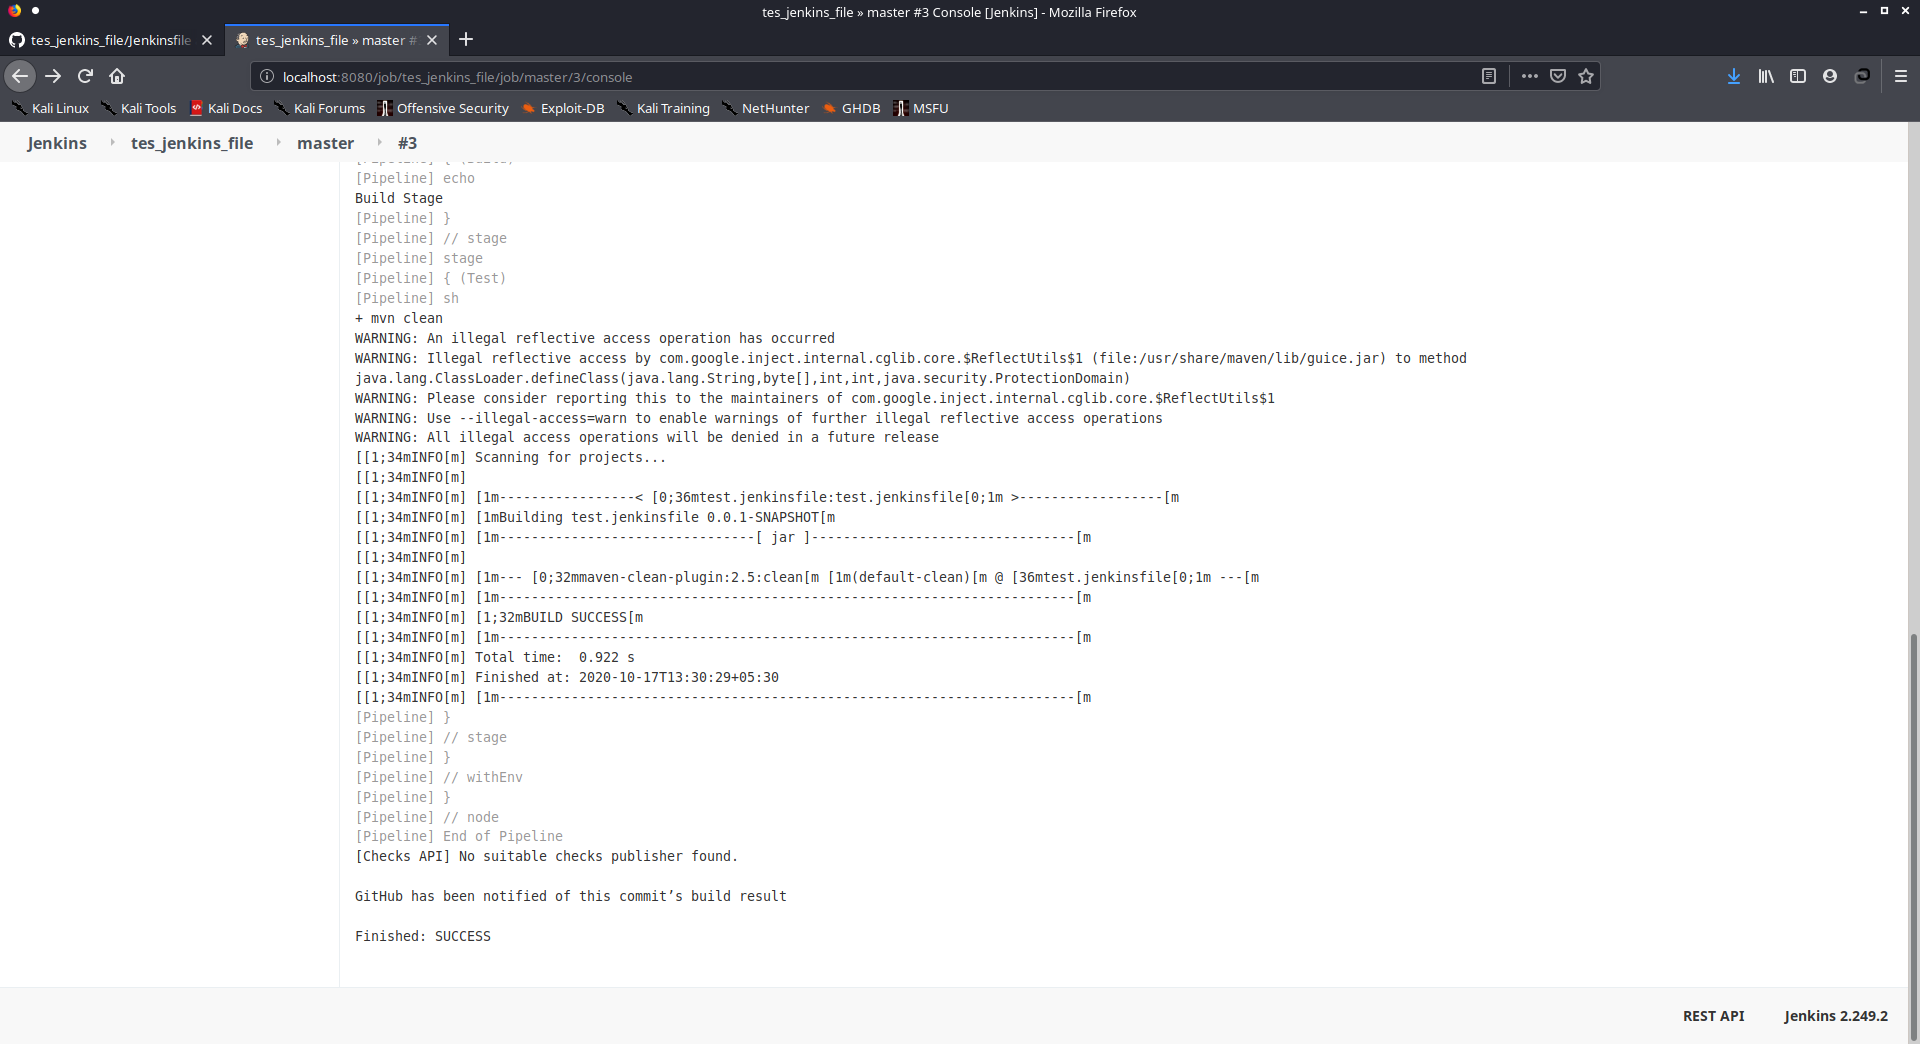 tes_jenkins_file » master #3 Console [Jenkins] - Mozilla Firefox
tes_jenkins_file/Jenkinsfile
tes_jenkins_file » master #
localhost:8080/job/tes_jenkins_file/job/master/3/console
Kali Linux Kali Tools Kali Docs Kali Forums Offensive Security Exploit-DB Kali Training NetHunter GHDB MSFU
Jenkins tes_jenkins_file master #3
[Pipeline] echo
Build Stage
[Pipeline] }
[Pipeline] // stage
[Pipeline] stage
[Pipeline] { (Test)
[Pipeline] sh
+ mvn clean
WARNING: An illegal reflective access operation has occurred
WARNING: Illegal reflective access by com.google.inject.internal.cglib.core.$ReflectUtils$1 (file:/usr/share/maven/lib/guice.jar) to method
java.lang.ClassLoader.defineClass(java.lang.String,byte[],int,int,java.security.ProtectionDomain)
WARNING: Please consider reporting this to the maintainers of com.google.inject.internal.cglib.core.$ReflectUtils$1
WARNING: Use --illegal-access=warn to enable warnings of further illegal reflective access operations
WARNING: All illegal access operations will be denied in a future release
[[1;34mINFO[m] Scanning for projects...
[[1;34mINFO[m]
[[1;34mINFO[m] [1m-----------------< [0;36mtest.jenkinsfile:test.jenkinsfile[0;1m >------------------[m
[[1;34mINFO[m] [1mBuilding test.jenkinsfile 0.0.1-SNAPSHOT[m
[[1;34mINFO[m] [1m--------------------------------[ jar ]---------------------------------[m
[[1;34mINFO[m]
[[1;34mINFO[m] [1m--- [0;32mmaven-clean-plugin:2.5:clean[m [1m(default-clean)[m @ [36mtest.jenkinsfile[0;1m ---[m
[[1;34mINFO[m] [1m------------------------------------------------------------------------[m
[[1;34mINFO[m] [1;32mBUILD SUCCESS[m
[[1;34mINFO[m] [1m------------------------------------------------------------------------[m
[[1;34mINFO[m] Total time:  0.922 s
[[1;34mINFO[m] Finished at: 2020-10-17T13:30:29+05:30
[[1;34mINFO[m] [1m------------------------------------------------------------------------[m
[Pipeline] }
[Pipeline] // stage
[Pipeline] }
[Pipeline] // withEnv
[Pipeline] }
[Pipeline] // node
[Pipeline] End of Pipeline
[Checks API] No suitable checks publisher found.
GitHub has been notified of this commit’s build result
Finished: SUCCESS
REST API Jenkins 2.249.2